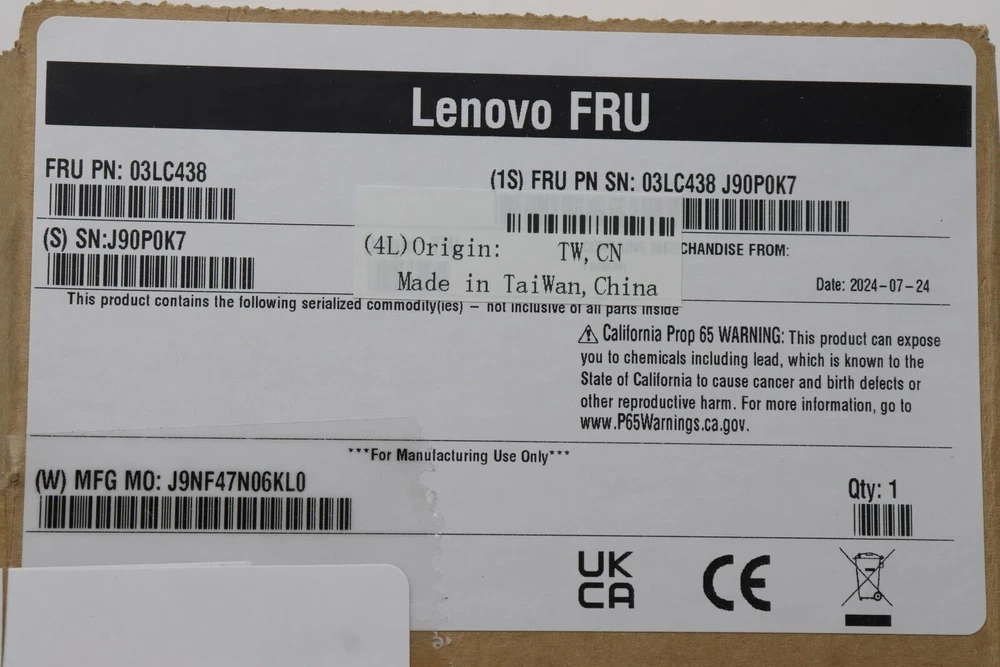 Lenovo FRU
FRU PN: 03LC438
(1S) FRU PN SN: 03LC438 J90P0K7
(S) SN:J90P0K7
(4L)Origin: TW,CN
Made in TaiWan,China
CHANDISE FROM:
Date: 2024-07-24
This product contains the following serialized commodity(ies) – not inclusive of all parts inside
⚠ California Prop 65 WARNING: This product can expose
you to chemicals including lead, which is known to the
State of California to cause cancer and birth defects or
other reproductive harm. For more information, go to
www.P65Warnings.ca.gov.
***For Manufacturing Use Only***
(W) MFG MO: J9NF47N06KL0
Qty: 1
UK
CA
CE